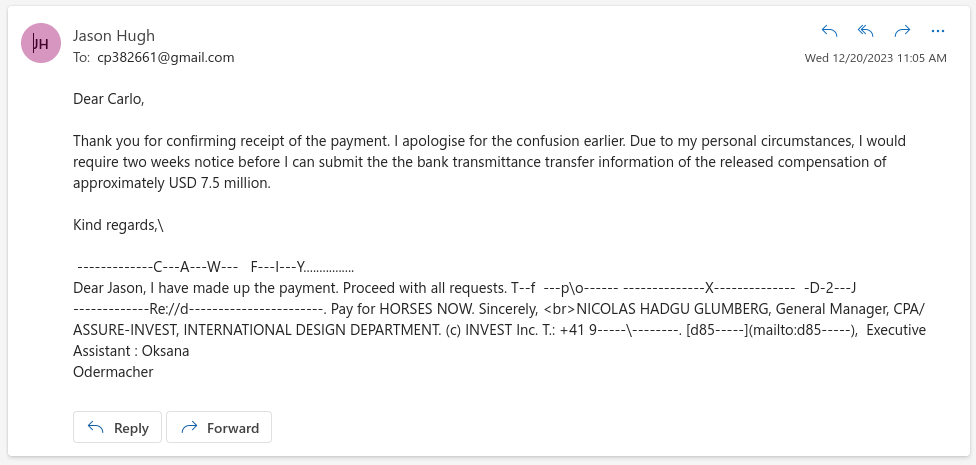 JH
Jason Hugh
To: cp382661@gmail.com
Wed 12/20/2023 11:05 AM
Dear Carlo,
Thank you for confirming receipt of the payment. I apologise for the confusion earlier. Due to my personal circumstances, I would
require two weeks notice before I can submit the the bank transmittance transfer information of the released compensation of
approximately USD 7.5 million.
Kind regards,\
-------------C---A---W---   F---I---Y................
Dear Jason, I have made up the payment. Proceed with all requests. T--f  ---p\o------ --------------X--------------  -D-2---J
-------------Re://d-----------------------. Pay for HORSES NOW. Sincerely, <br>NICOLAS HADGU GLUMBERG, General Manager, CPA/
ASSURE-INVEST, INTERNATIONAL DESIGN DEPARTMENT. (c) INVEST Inc. T.: +41 9-----\--------. [d85-----](mailto:d85-----),  Executive
Assistant : Oksana
Odermacher
Reply
Forward